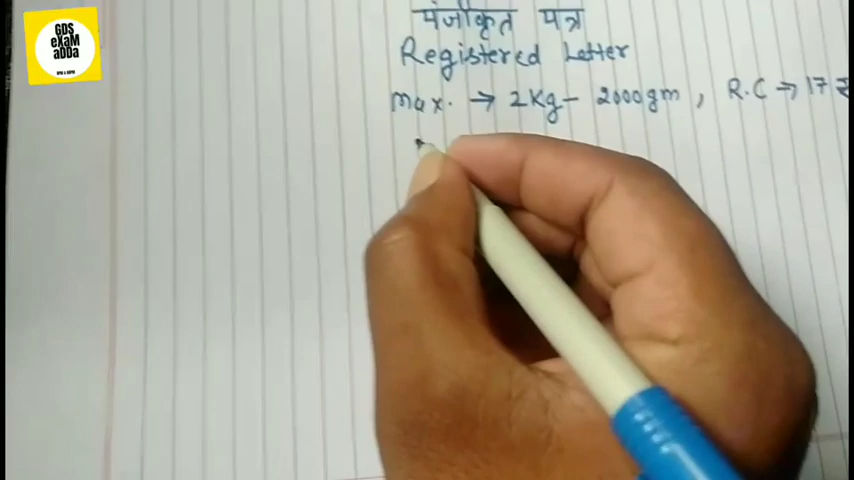 GDS
eXaM
aDDa
पंजीकृत पत्र
Registered Letter
Max. → 2Kg - 2000gm, R.C → 17 ₹